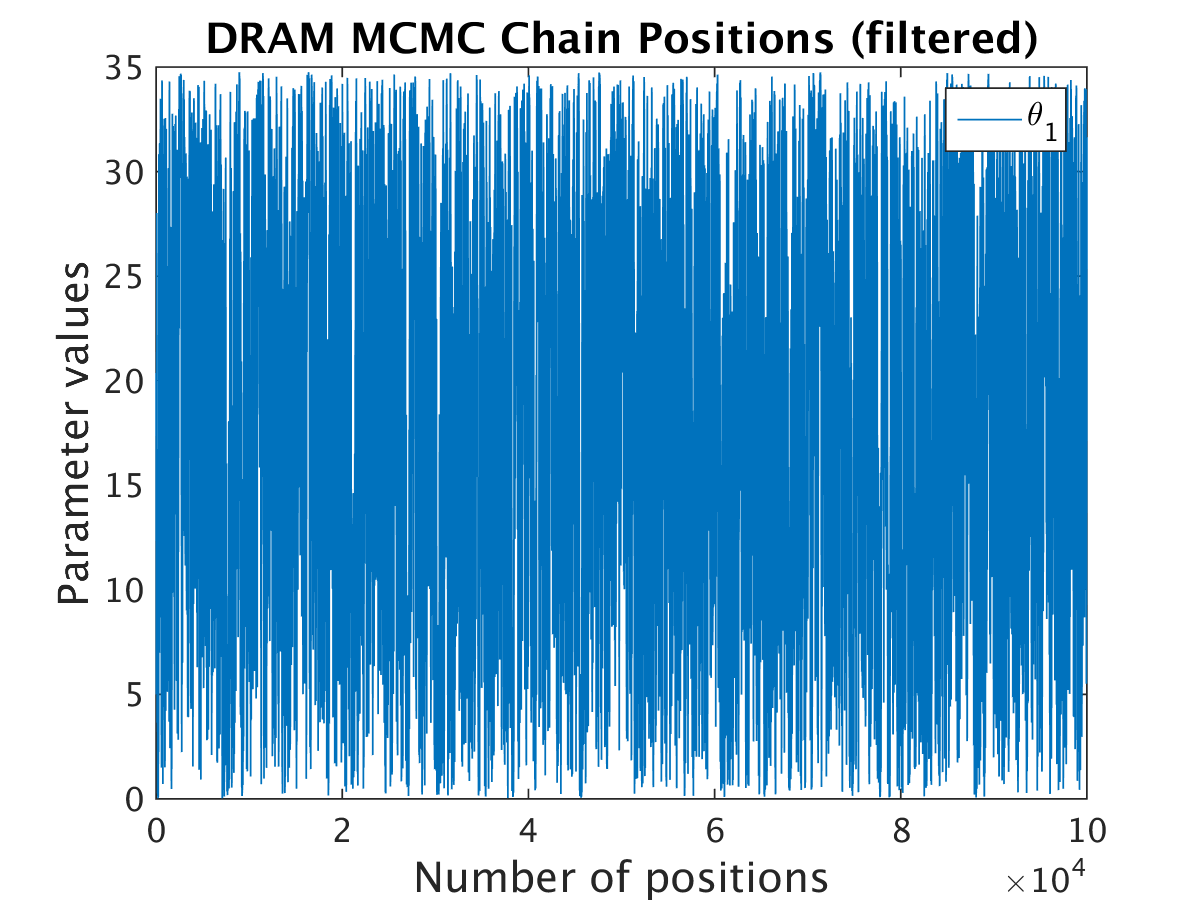 DRAM MCMC Chain Positions (filtered)
35
30
25
20
15
10
5
0
Parameter values
θ1
0 2 4 6 8 10
×10^4
Number of positions